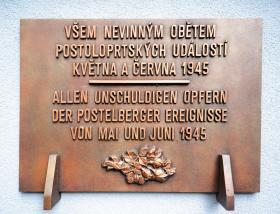 VŠEM NEVINNÝM OBĚTEM
POSTOLOPRTSKÝCH UDÁLOSTÍ
KVĚTNA A ČERVNA 1945
ALLEN UNSCHULDIGEN OPFERN
DER POSTELBERGER EREIGNISSE
VON MAI UND JUNI 1945